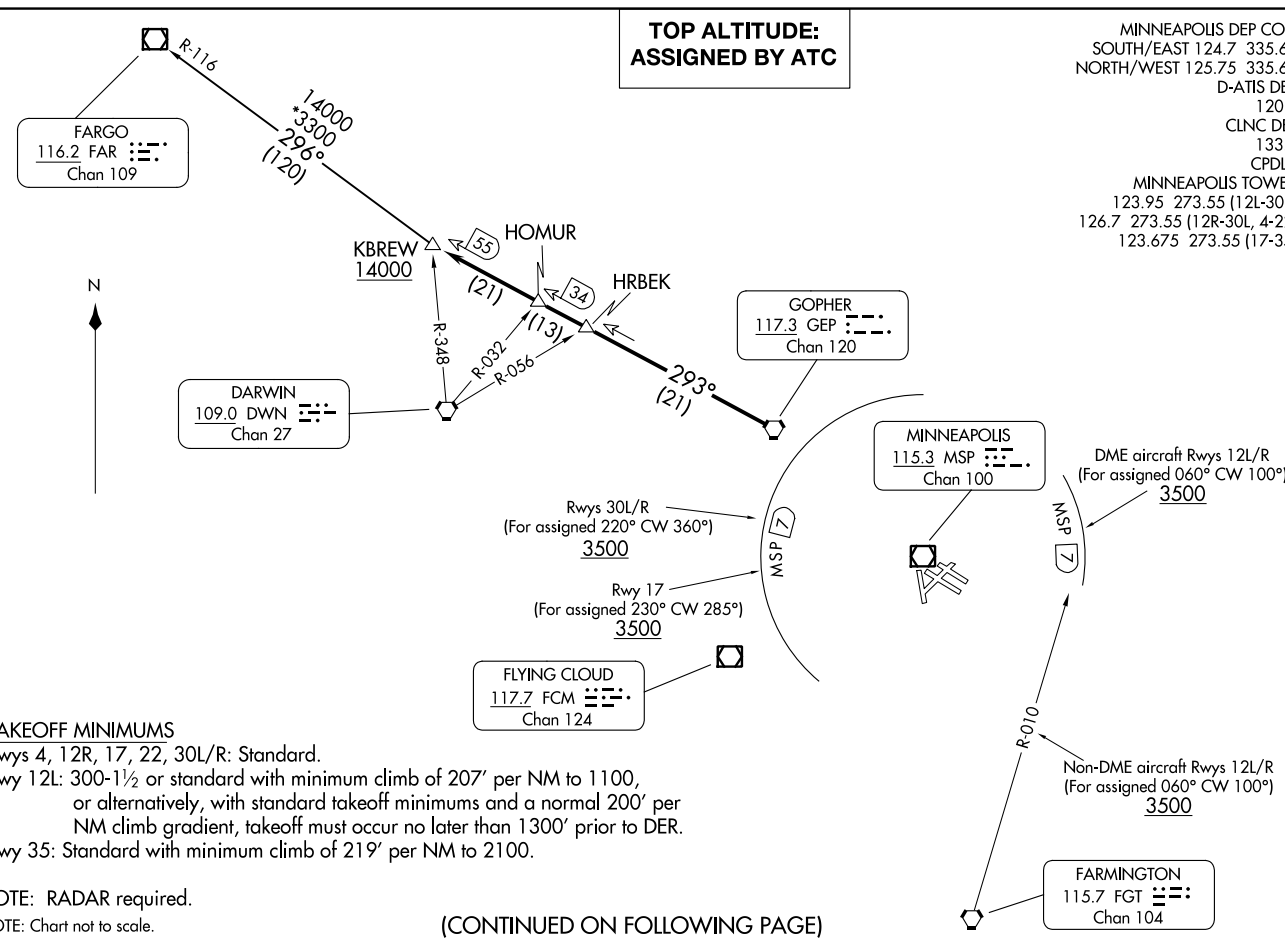 TOP ALTITUDE:
ASSIGNED BY ATC
MINNEAPOLIS DEP CO
SOUTH/EAST 124.7 335.6
NORTH/WEST 125.75 335.6
D-ATIS DE
120
CLNC D
133
CPDL
MINNEAPOLIS TOWE
123.95 273.55 (12L-30
126.7 273.55 (12R-30L, 4-2
123.675 273.55 (17-3
R-116
FARGO
116.2 FAR
Chan 109
14000
*3300
296°
(120)
KBREW
14000
55
HOMUR
(21)
34
HRBEK
(13)
N
R-348
R-032
R-056
GOPHER
117.3 GEP
Chan 120
293°
(21)
DARWIN
109.0 DWN
Chan 27
MINNEAPOLIS
115.3 MSP
Chan 100
DME aircraft Rwys 12L/R
(For assigned 060° CW 100°)
3500
MSP 7
Rwys 30L/R
(For assigned 220° CW 360°)
3500
MSP 7
Rwy 17
(For assigned 230° CW 285°)
3500
FLYING CLOUD
117.7 FCM
Chan 124
R-010
Non-DME aircraft Rwys 12L/R
(For assigned 060° CW 100°)
3500
FARMINGTON
115.7 FGT
Chan 104
AKEOFF MINIMUMS
wys 4, 12R, 17, 22, 30L/R: Standard.
wy 12L: 300-1½ or standard with minimum climb of 207' per NM to 1100,
or alternatively, with standard takeoff minimums and a normal 200' per
NM climb gradient, takeoff must occur no later than 1300' prior to DER.
wy 35: Standard with minimum climb of 219' per NM to 2100.
OTE: RADAR required.
OTE: Chart not to scale.
(CONTINUED ON FOLLOWING PAGE)